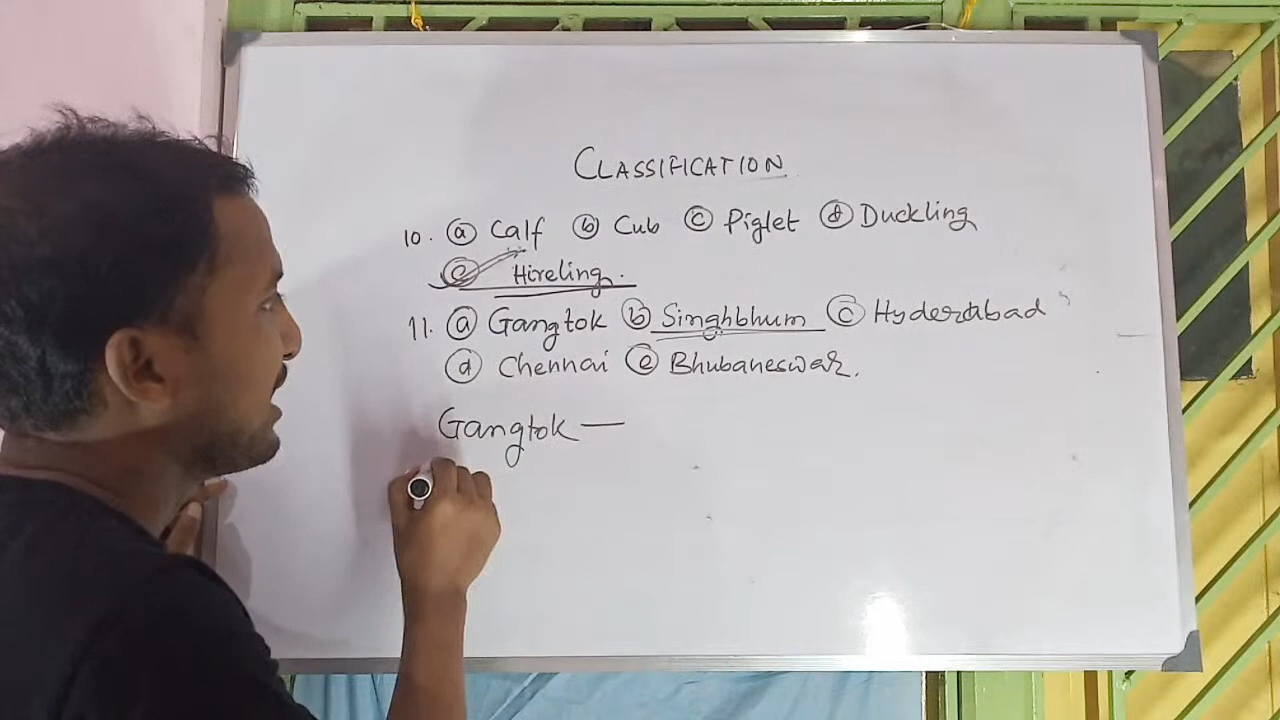 CLASSIFICATION
10. ⓐ Calf ⓑ Cub ⓒ Piglet ⓓ Duckling
ⓔ Hireling.
11. ⓐ Gangtok ⓑ Singhbhum ⓒ Hyderabad
ⓓ Chennai ⓔ Bhubaneswar.
Gangtok —